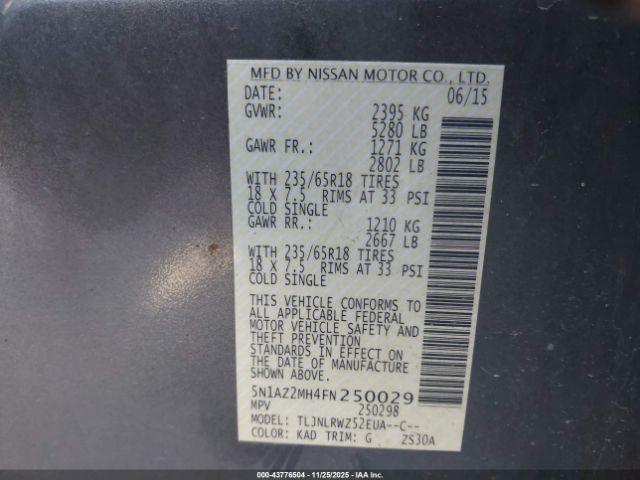 MFD BY NISSAN MOTOR CO., LTD.
DATE: 06/15
GVWR: 2395 KG
5280 LB
GAWR FR.: 1271 KG
2802 LB
WITH 235/65R18 TIRES
18 X 7.5 RIMS AT 33 PSI
COLD SINGLE
GAWR RR.: 1210 KG
2667 LB
WITH 235/65R18 TIRES
18 X 7.5 RIMS AT 33 PSI
COLD SINGLE
THIS VEHICLE CONFORMS TO
ALL APPLICABLE FEDERAL
MOTOR VEHICLE SAFETY AND
THEFT PREVENTION
STANDARDS IN EFFECT ON
THE DATE OF MANUFACTURE
SHOWN ABOVE.
5N1AZ2MH4FN250029
MPV 250298
MODEL: TLJNLRWZ52EUA--C--
COLOR: KAD TRIM: G ZS30A
000-43776504 - 11/25/2025 - IAAI.COM